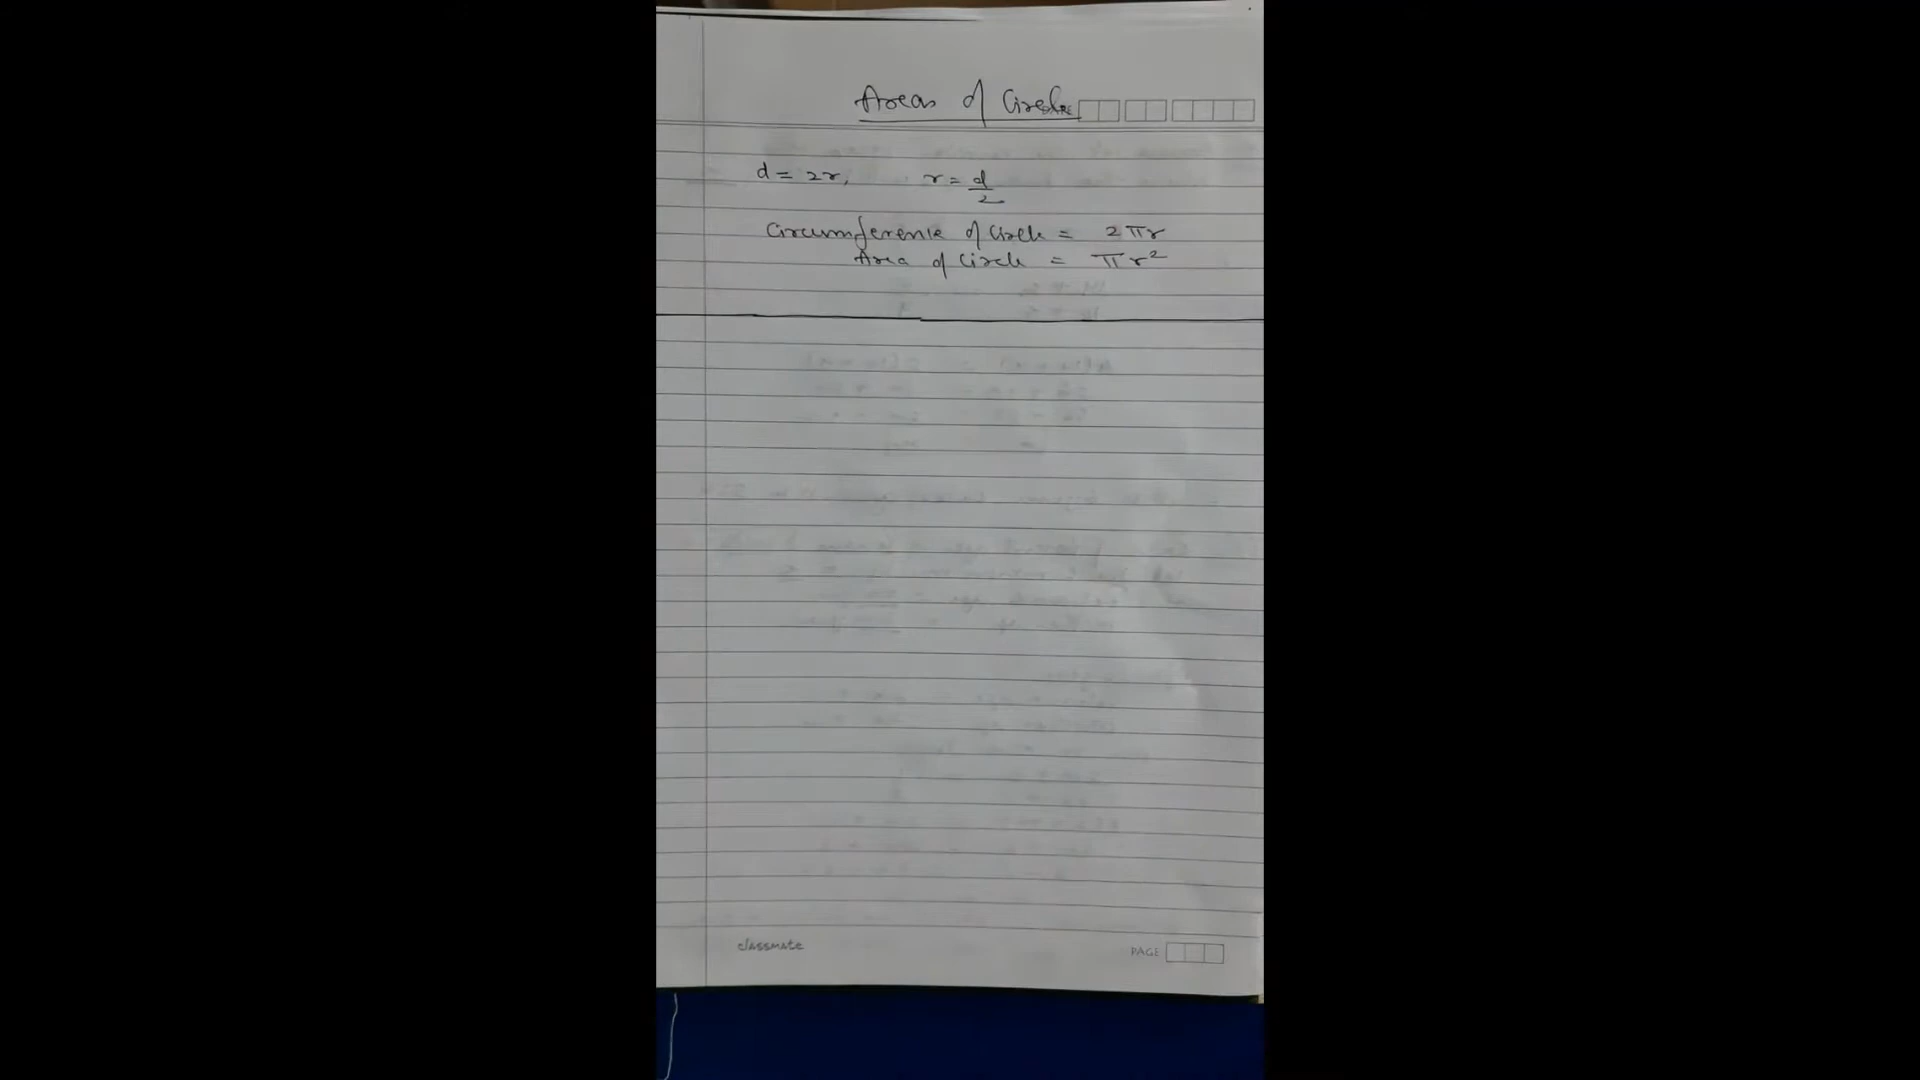 Areas of Circle
d = 2r, r = d/2
Circumference of Circle = 2πr
Area of Circle = πr²
classmate
PAGE